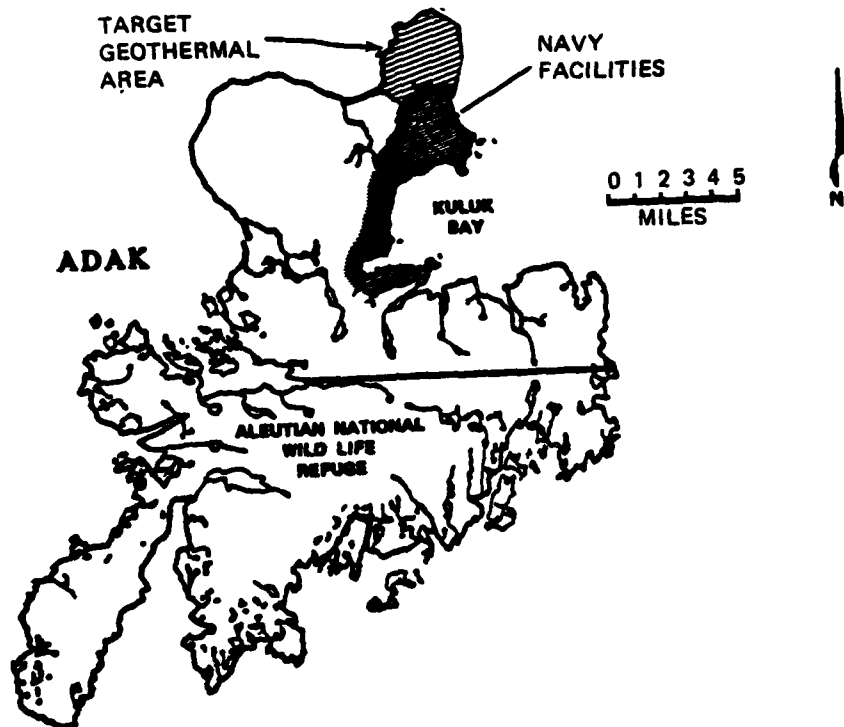 TARGET
GEOTHERMAL
AREA
NAVY
FACILITIES
0 1 2 3 4 5
MILES
N
KULUK
BAY
ADAK
ALEUTIAN NATIONAL
WILD LIFE
REFUGE